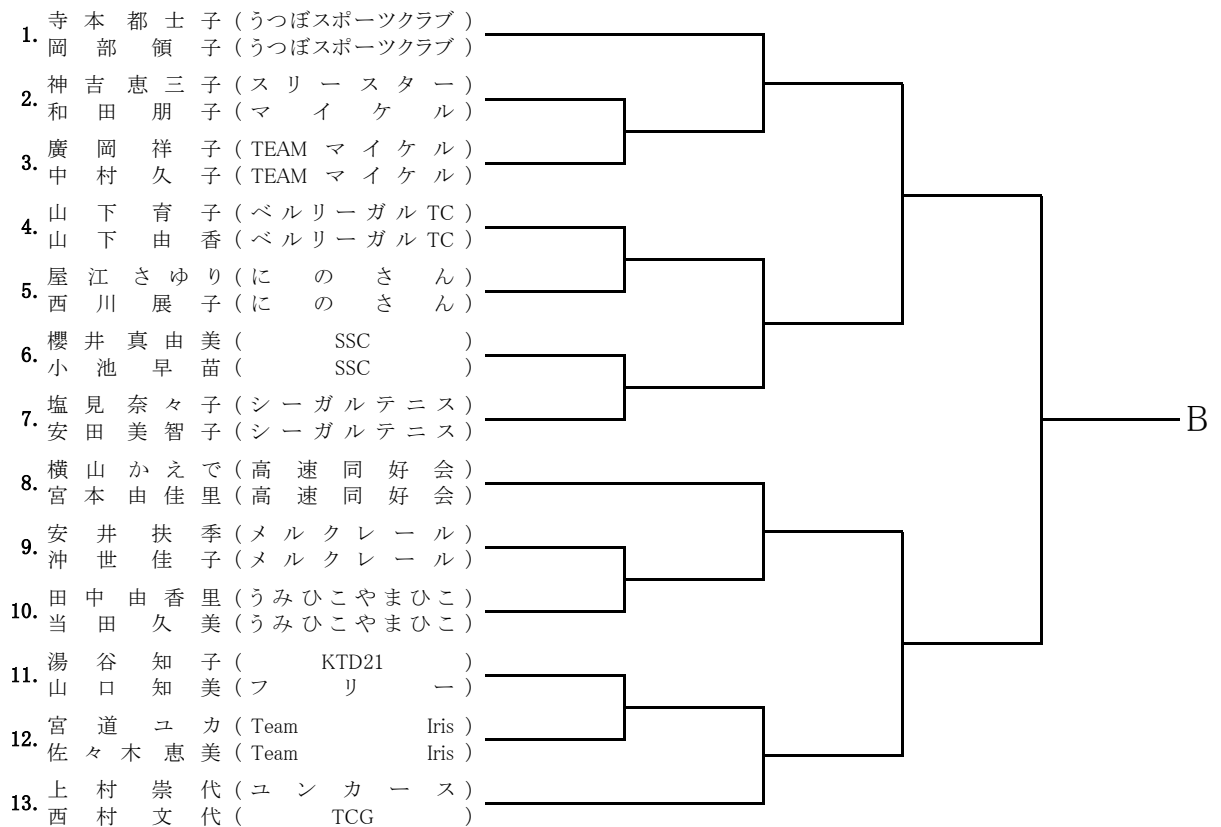 1. 寺本都士子(うつぼスポーツクラブ)
岡部領子(うつぼスポーツクラブ)
2. 神吉恵三子(スリースター)
和田朋子(マイケル)
3. 廣岡祥子(TEAM マイケル)
中村久子(TEAM マイケル)
4. 山下育子(ベルリーガル TC)
山下由香(ベルリーガル TC)
5. 屋江さゆり(にのさん)
西川展子(にのさん)
6. 櫻井真由美(SSC)
小池早苗(SSC)
7. 塩見奈々子(シーガルテニス)
安田美智子(シーガルテニス)
B
8. 横山かえで(高速同好会)
宮本由佳里(高速同好会)
9. 安井扶季(メルクレール)
沖世佳子(メルクレール)
10. 田中由香里(うみひこやまひこ)
当田久美(うみひこやまひこ)
11. 湯谷知子(KTD21)
山口知美(フリー)
12. 宮道ユカ(Team Iris)
佐々木恵美(Team Iris)
13. 上村崇代(ユンカース)
西村文代(TCG)